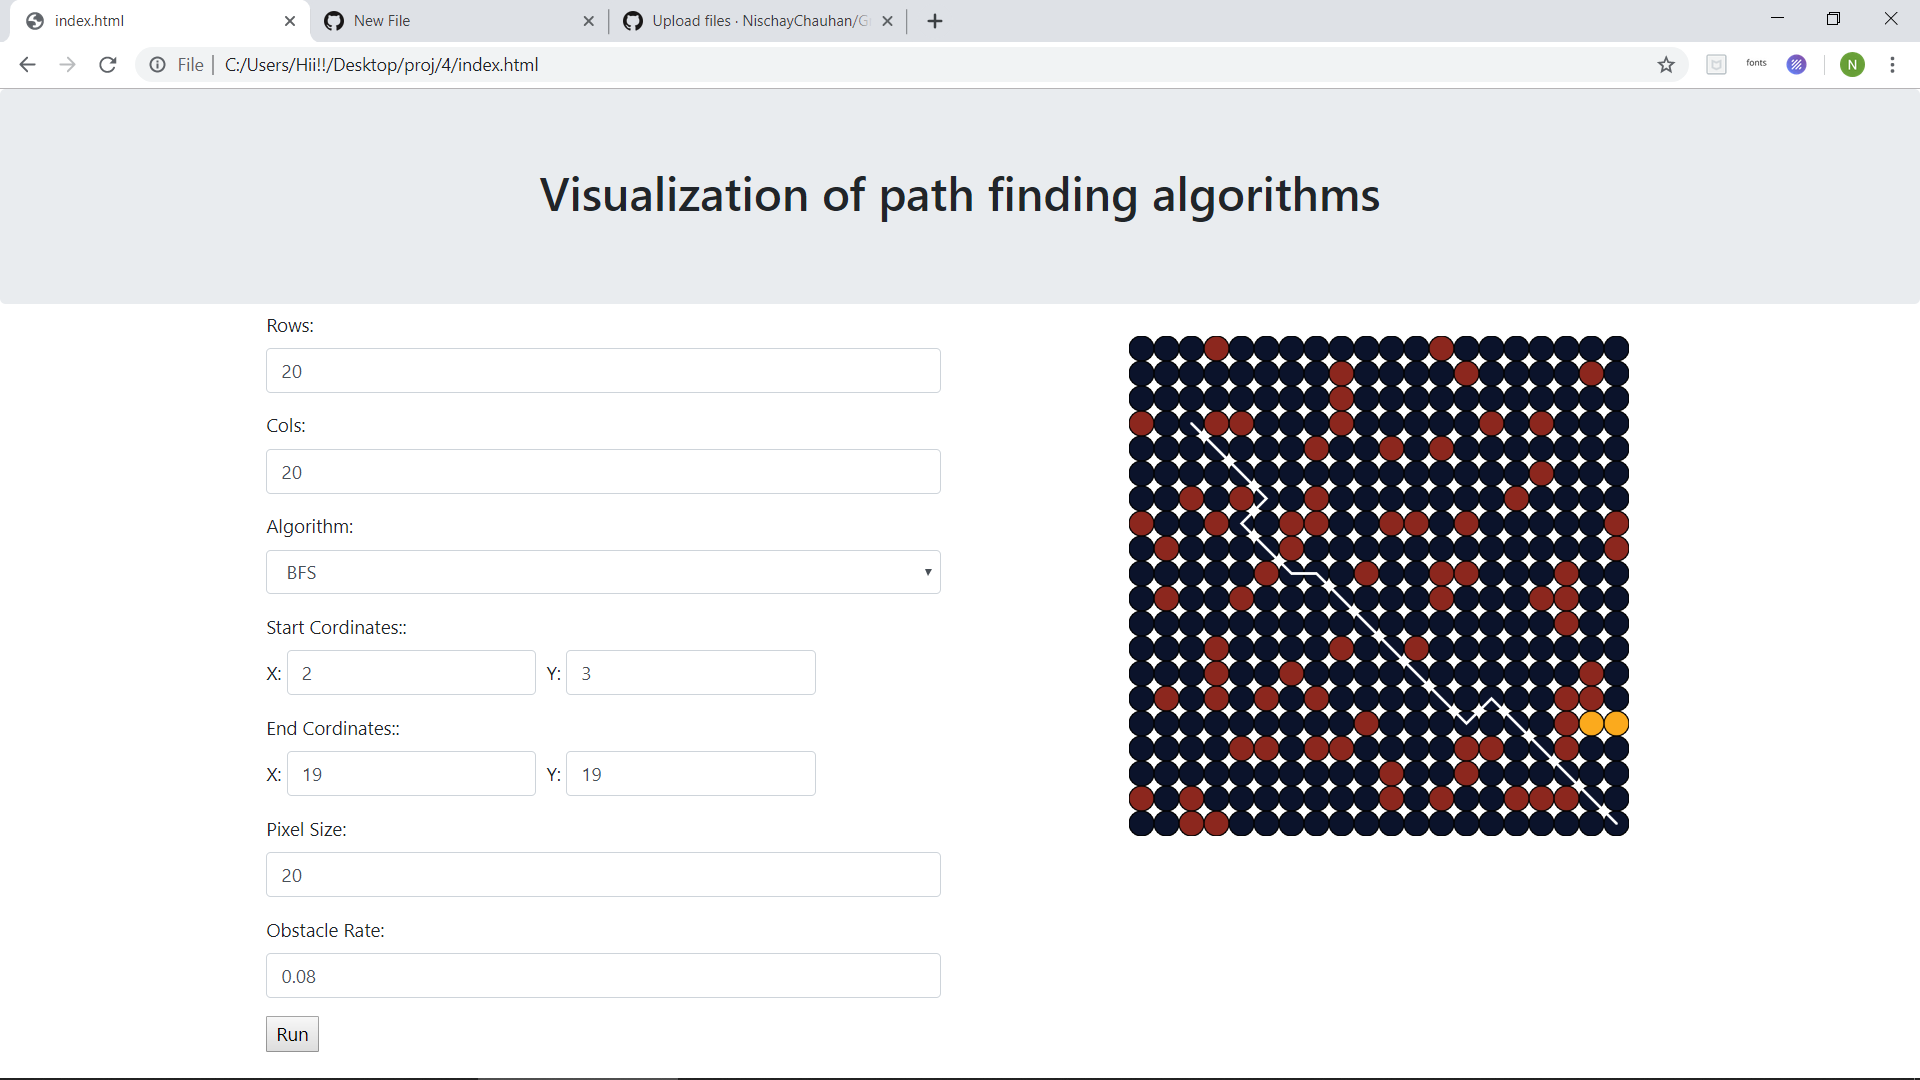 index.html
New File
Upload files · NischayChauhan/G
File
C:/Users/Hii!!/Desktop/proj/4/index.html
fonts
N
Visualization of path finding algorithms
Rows:
20
Cols:
20
Algorithm:
BFS
Start Cordinates::
X: 2 Y: 3
End Cordinates::
X: 19 Y: 19
Pixel Size:
20
Obstacle Rate:
0.08
Run